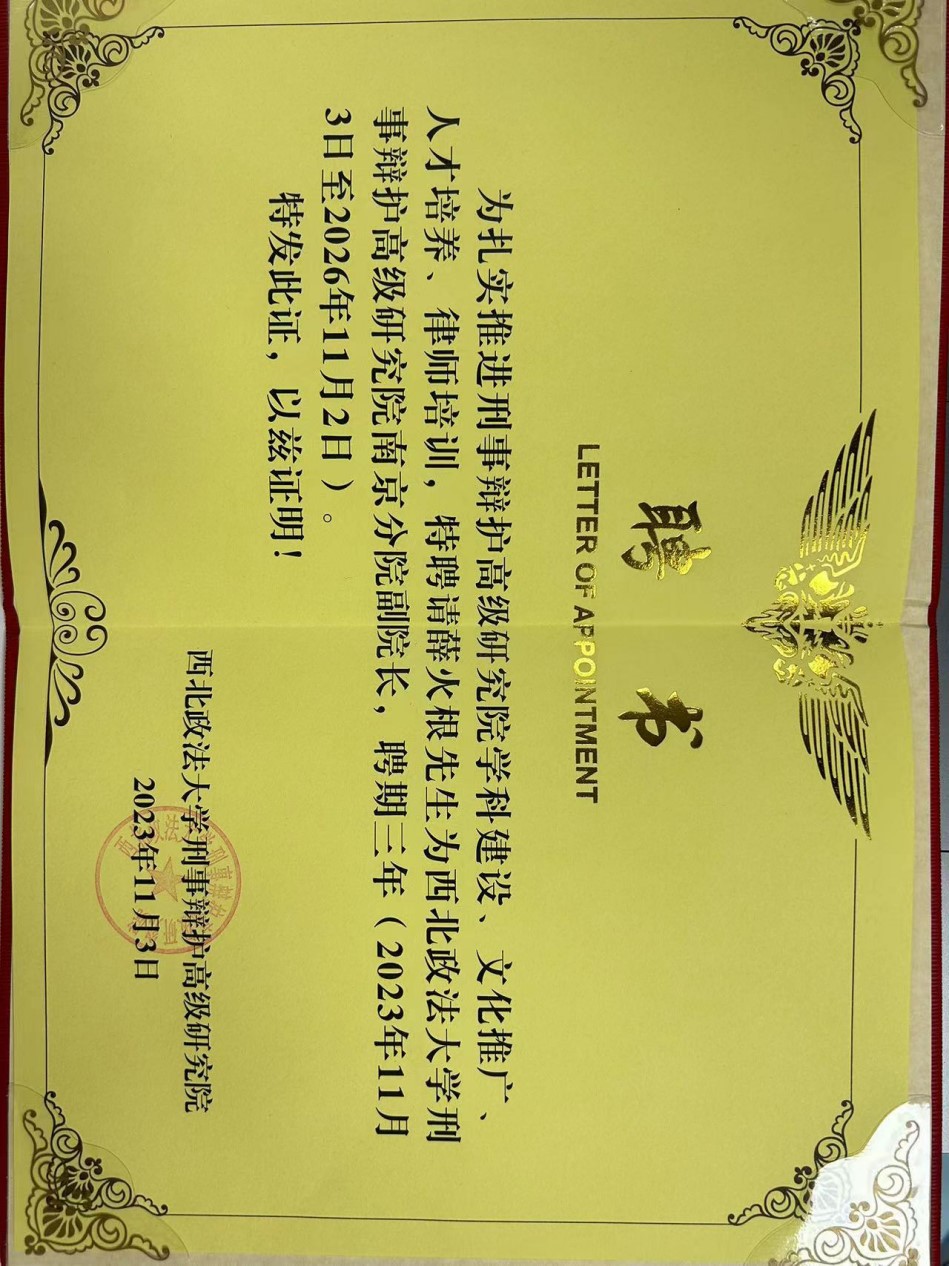 聘书
LETTER OF APPOINTMENT
为扎实推进刑事辩护高级研究院学科建设、文化推广、
人才培养、律师培训，特聘请薛火根先生为西北政法大学刑
事辩护高级研究院南京分院副院长，聘期三年（2023年11月
3日至2026年11月2日）。
特发此证，以兹证明！
西北政法大学刑事辩护高级研究院
2023年11月3日